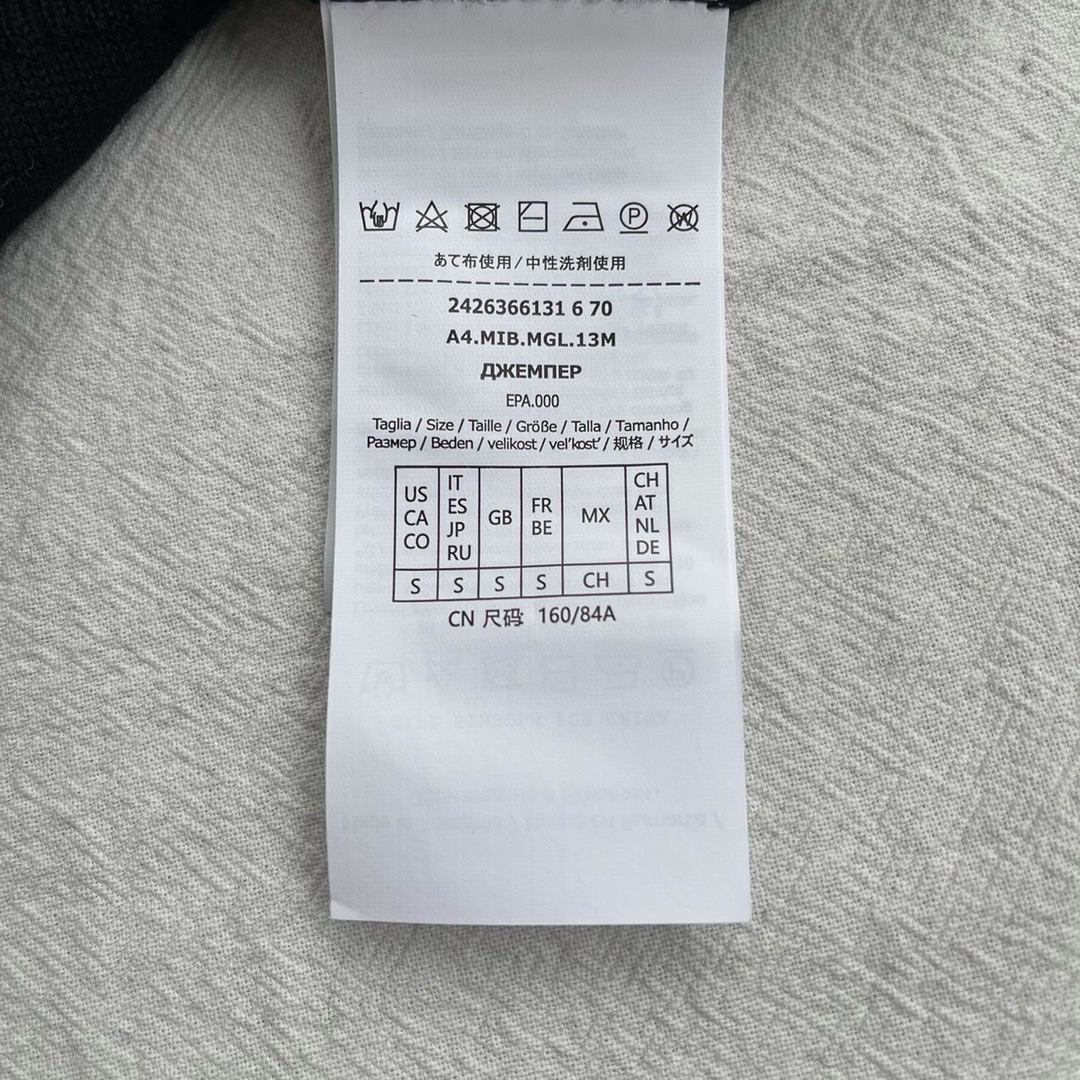 P W
あて布使用/中性洗剤使用
2426366131 6 70
A4.MIB.MGL.13M
ДЖЕМПЕР
EPA.000
Taglia / Size / Taille / Größe / Talla / Tamanho /
Размер / Beden / velikost / vel'kost' / 规格 / サイズ
US CA CO IT ES JP RU GB FR BE MX CH AT NL DE
S S S S CH S
CN 尺码: 160/84A